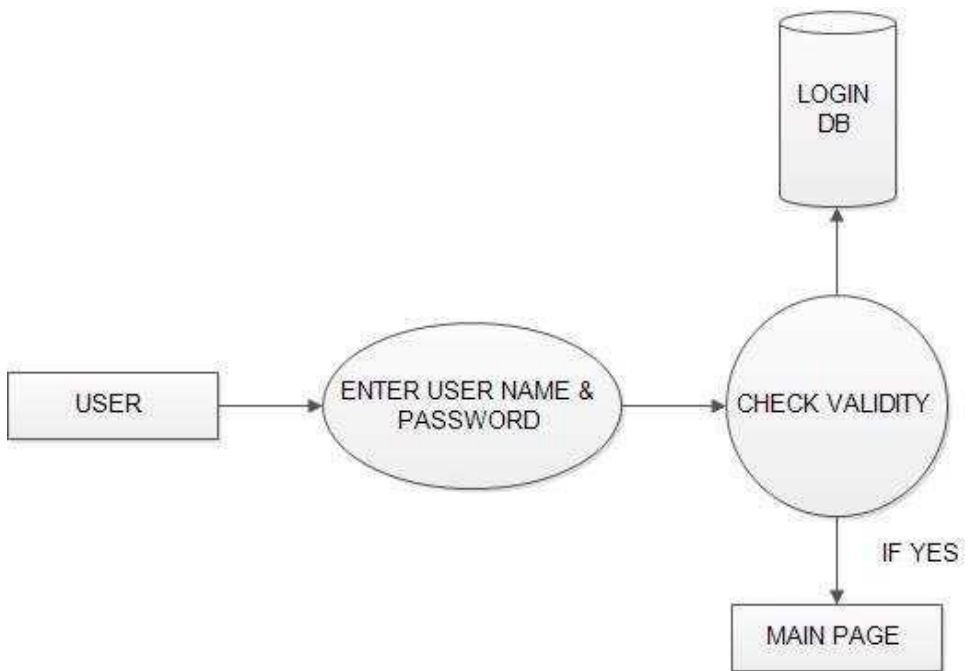 LOGIN
DB
USER
ENTER USER NAME &
PASSWORD
CHECK VALIDITY
IF YES
MAIN PAGE